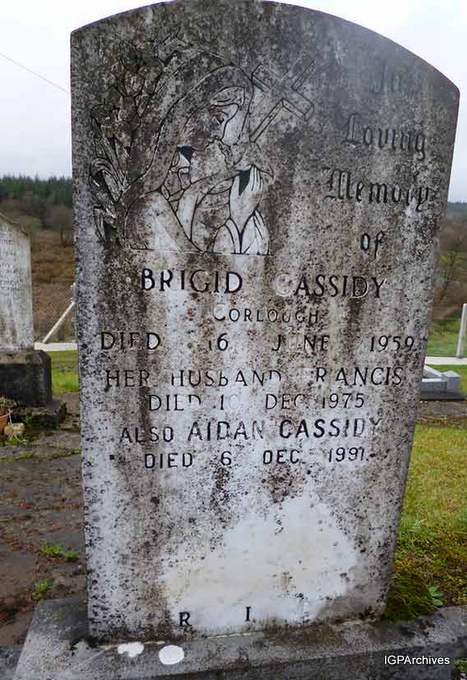 In
Loving
Memory
of
BRIGID CASSIDY
CORLOUGH
DIED 16 JUNE 1959
HER HUSBAND FRANCIS
DIED 10 DEC 1975
ALSO AIDAN CASSIDY
DIED 6 DEC 1991
R I P
IGPArchives